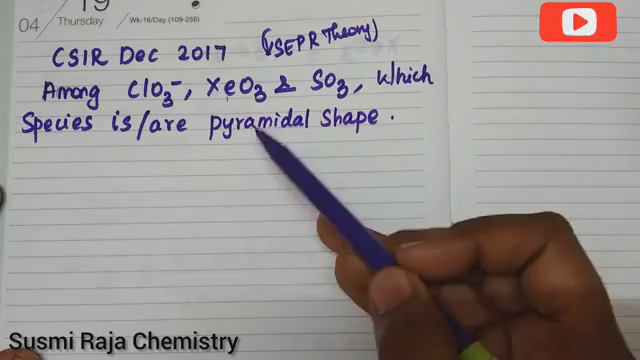 19
04 Thursday Wk-16/Day (109-256)
CSIR Dec 2017 (VSEPR Theory)
Among ClO3-, XeO3 & SO3, Which
Species is/are pyramidal shape.
Susmi Raja Chemistry